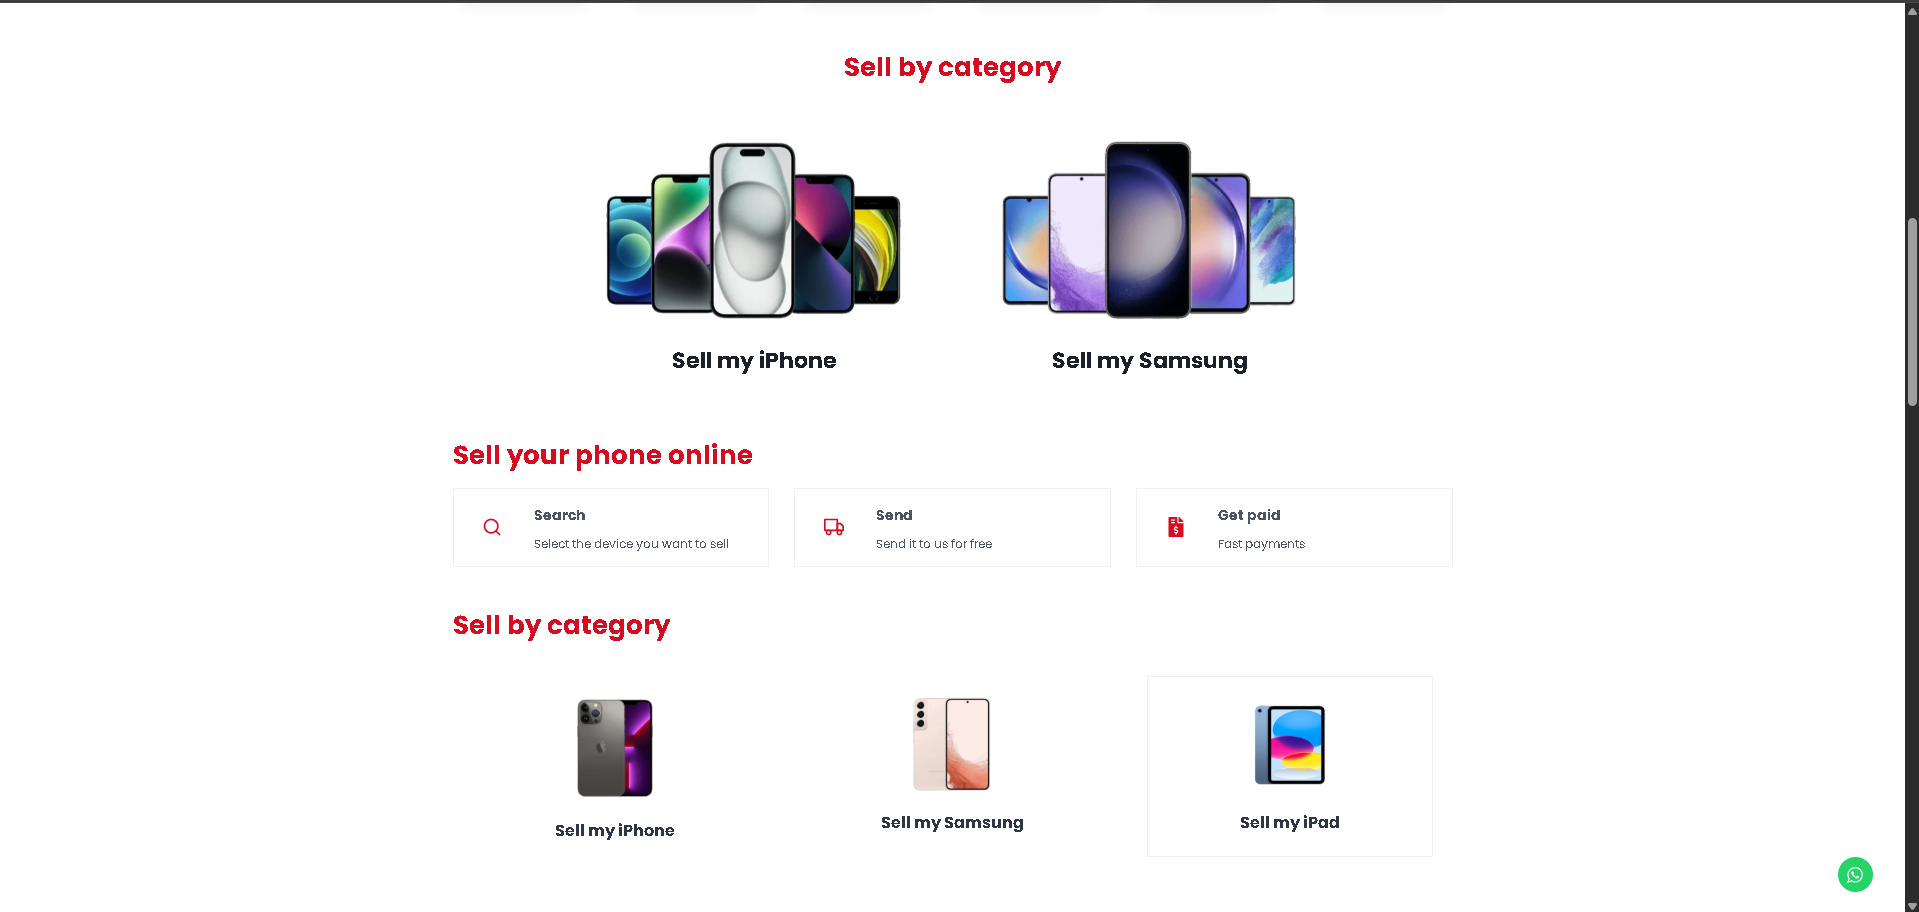 Sell by category
Sell my iPhone
Sell my Samsung
Sell your phone online
Search
Select the device you want to sell
Send
Send it to us for free
Get paid
Fast payments
Sell by category
Sell my iPhone
Sell my Samsung
Sell my iPad